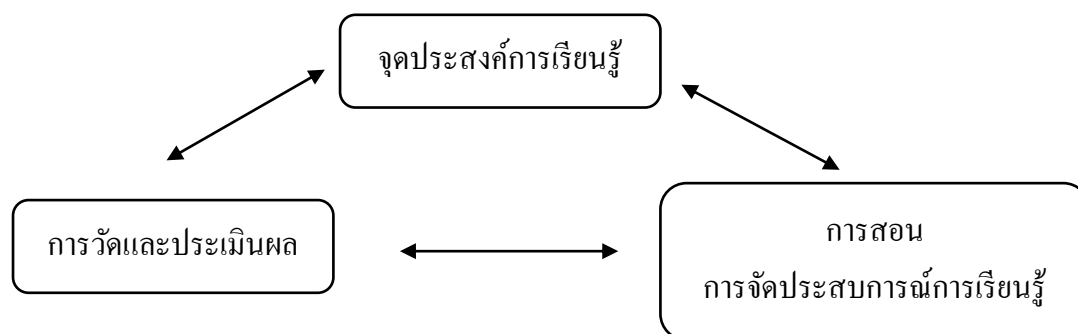 จุดประสงค์การเรียนรู้
การวัดและประเมินผล
การสอน
การจัดประสบการณ์การเรียนรู้